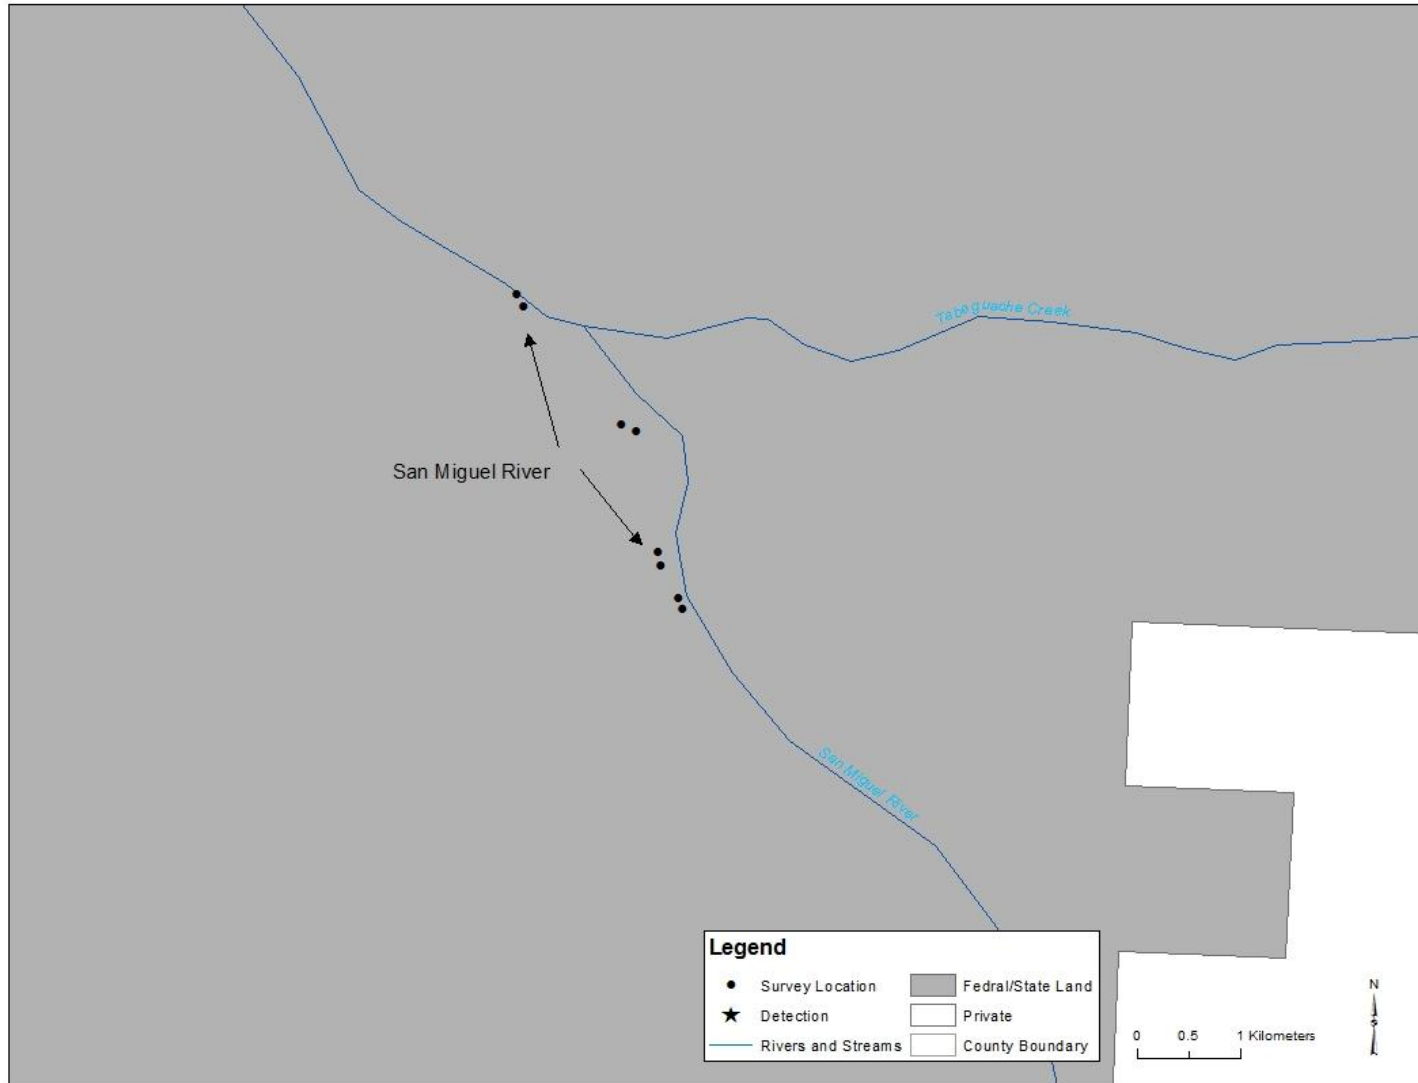 Tabeguache Creek
San Miguel River
San Miguel River
Legend
Survey Location
Fedral/State Land
Detection
Private
Rivers and Streams
County Boundary
N
S
0 0.5 1 Kilometers